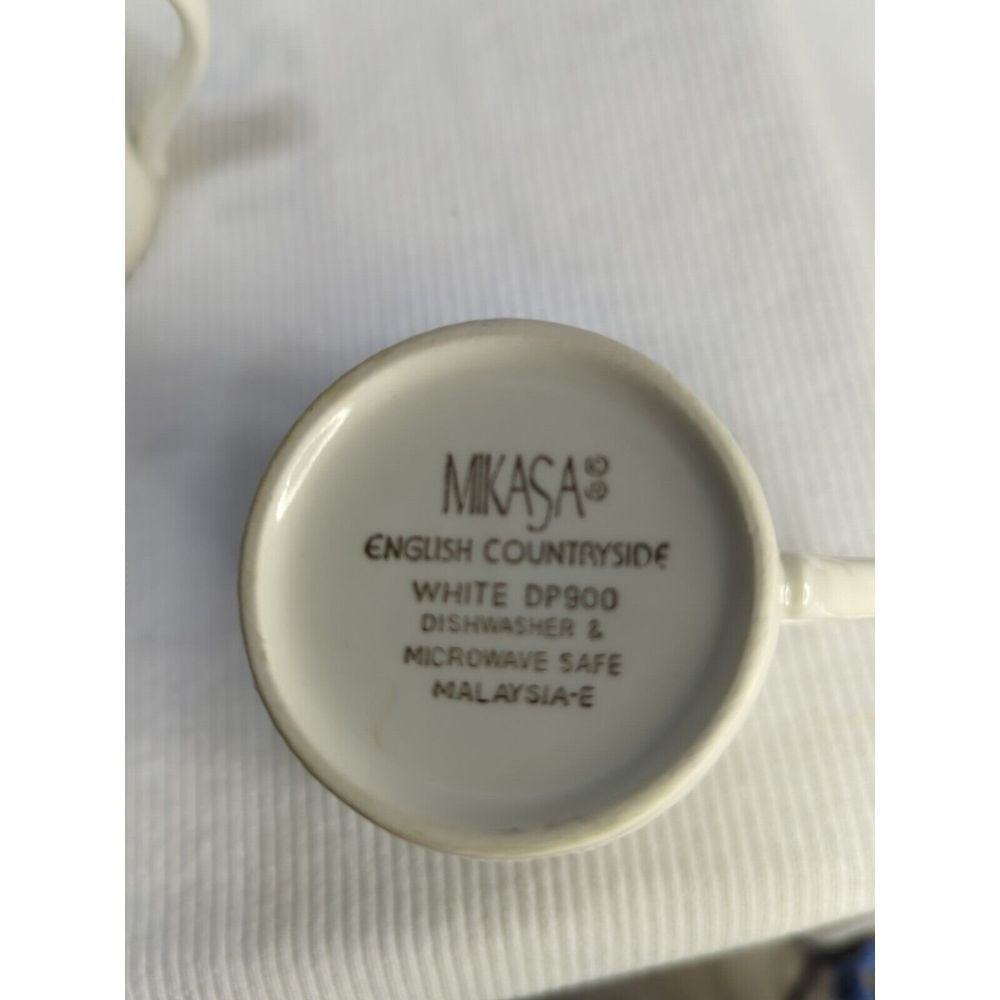 MIKASA©®
ENGLISH COUNTRYSIDE
WHITE DP900
DISHWASHER &
MICROWAVE SAFE
MALAYSIA-E